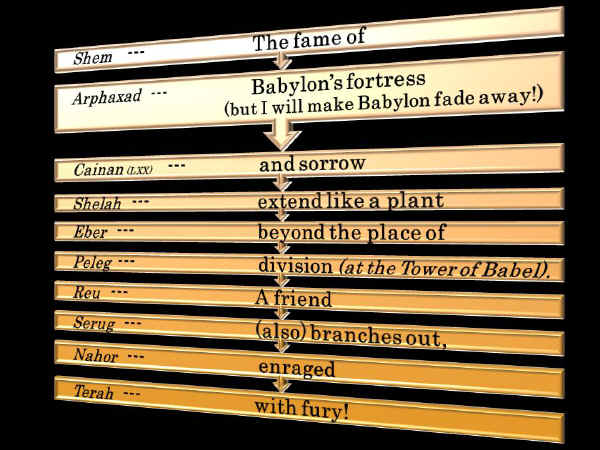 Shem --- The fame of
Arphaxad --- Babylon's fortress
(but I will make Babylon fade away!)
Cainan (LXX) --- and sorrow
Shelah --- extend like a plant
Eber --- beyond the place of
Peleg --- division (at the Tower of Babel).
Reu --- A friend
Serug --- (also) branches out,
Nahor --- enraged
Terah --- with fury!